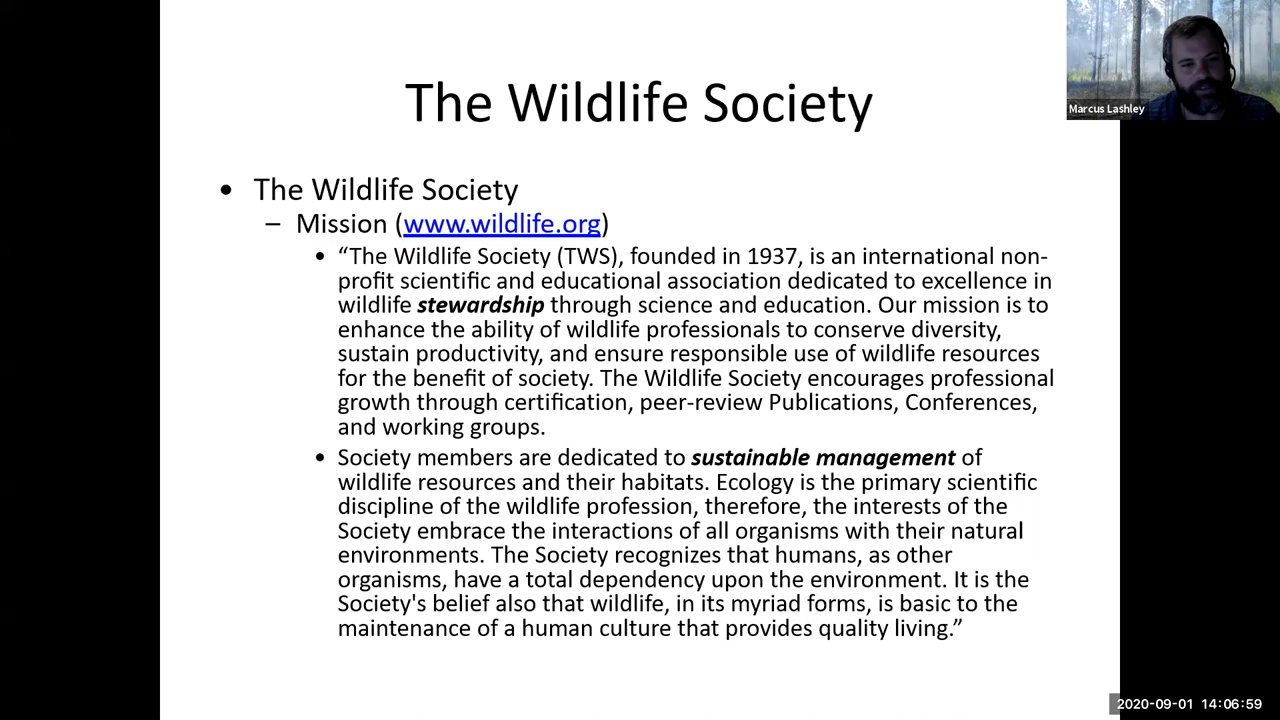 The Wildlife Society
Marcus Lashley
• The Wildlife Society
– Mission (www.wildlife.org)
• “The Wildlife Society (TWS), founded in 1937, is an international non-
profit scientific and educational association dedicated to excellence in
wildlife stewardship through science and education. Our mission is to
enhance the ability of wildlife professionals to conserve diversity,
sustain productivity, and ensure responsible use of wildlife resources
for the benefit of society. The Wildlife Society encourages professional
growth through certification, peer-review Publications, Conferences,
and working groups.
• Society members are dedicated to sustainable management of
wildlife resources and their habitats. Ecology is the primary scientific
discipline of the wildlife profession, therefore, the interests of the
Society embrace the interactions of all organisms with their natural
environments. The Society recognizes that humans, as other
organisms, have a total dependency upon the environment. It is the
Society's belief also that wildlife, in its myriad forms, is basic to the
maintenance of a human culture that provides quality living.”
2020-09-01 14:06:59